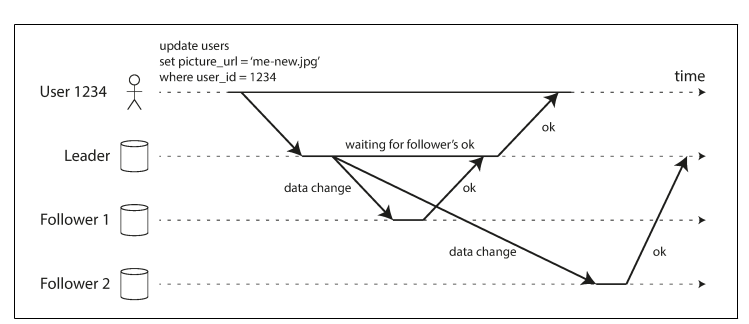 update users
set picture_url = ‘me-new.jpg’
where user_id = 1234
time
User 1234
ok
waiting for follower’s ok
Leader
data change
ok
Follower 1
data change
ok
Follower 2